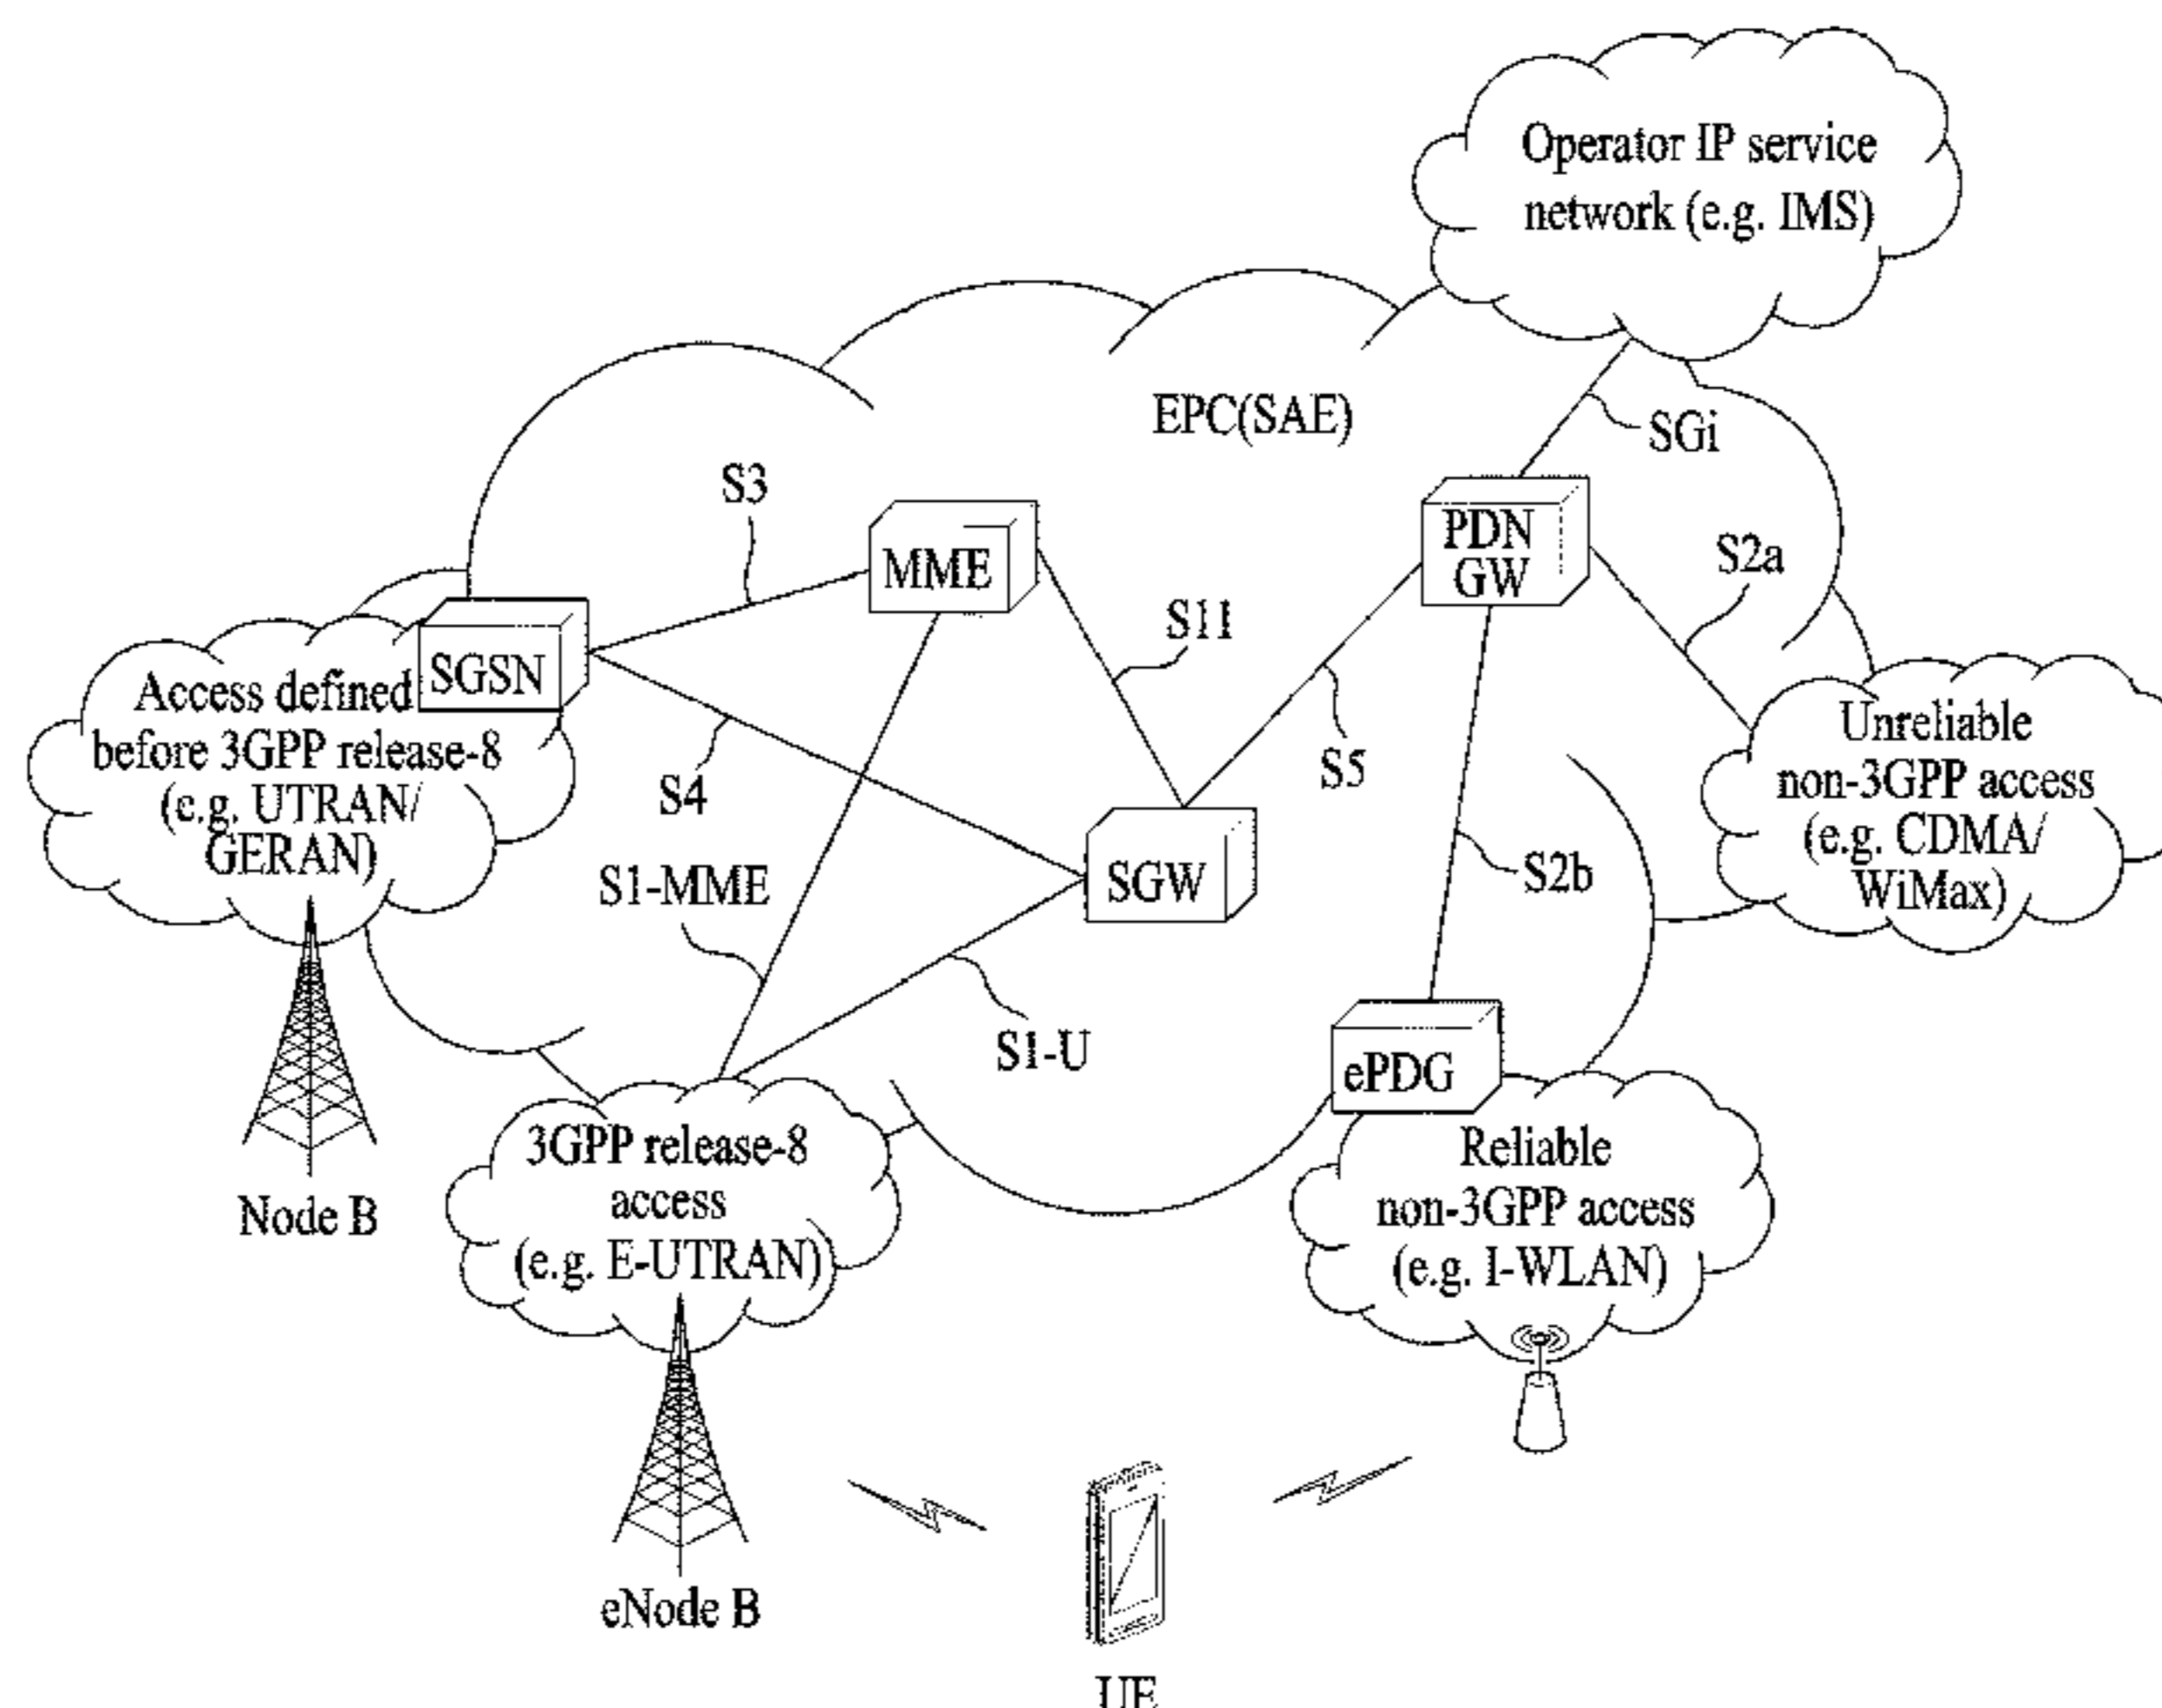 Operator IP service
network (e.g. IMS)
EPC(SAE)
SGi
S3
MME
PDN
GW
S2a
S11
SGSN
Access defined
before 3GPP release-8
(e.g. UTRAN/
GERAN)
S4
S5
Unreliable
non-3GPP access
(e.g. CDMA/
WiMax)
S1-MME
SGW
S2b
S1-U
ePDG
Node B
3GPP release-8
access
(e.g. E-UTRAN)
Reliable
non-3GPP access
(e.g. I-WLAN)
eNode B
UE